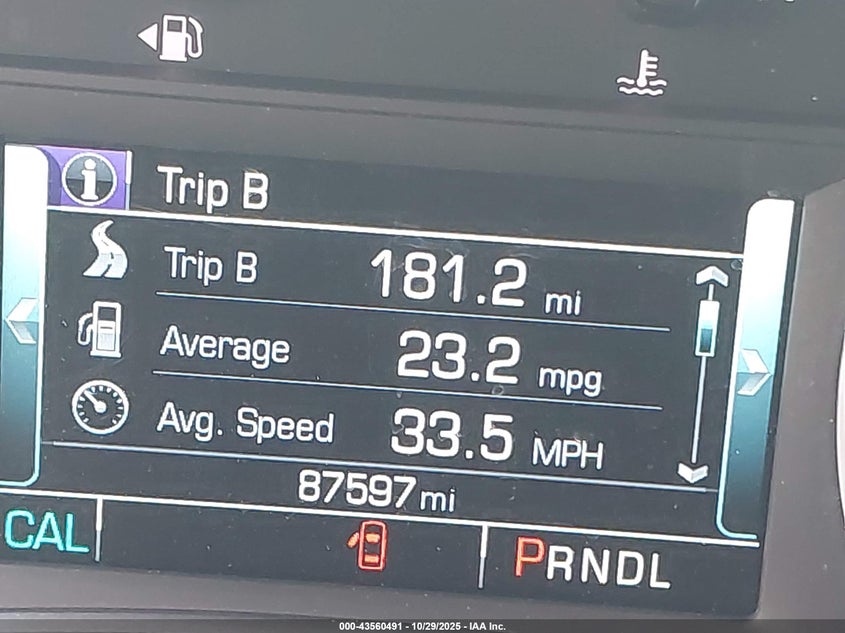 Trip B
Trip B 181.2 mi
Average 23.2 mpg
Avg. Speed 33.5 MPH
87597 mi
CAL PRNDL
000-43560491 - 10/29/2025 - IAA Inc.